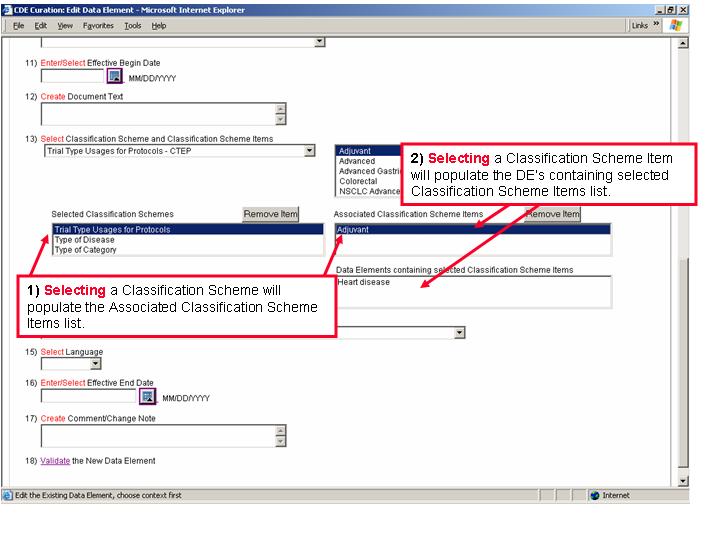 CDE Curation: Edit Data Element - Microsoft Internet Explorer
File Edit View Favorites Tools Help
Links »
11) Enter/Select Effective Begin Date
MM/DD/YYYY
12) Create Document Text
13) Select Classification Scheme and Classification Scheme Items
Trial Type Usages for Protocols - CTEP
Adjuvant
Advanced
Advanced Gastri
Colorectal
NSCLC Advance
2) Selecting a Classification Scheme Item
will populate the DE's containing selected
Classification Scheme Items list.
Selected Classification Schemes
Remove Item
Associated Classification Scheme Items
Remove Item
Trial Type Usages for Protocols
Type of Disease
Type of Category
Adjuvant
Data Elements containing selected Classification Scheme Items
Heart disease
1) Selecting a Classification Scheme will
populate the Associated Classification Scheme
Items list.
15) Select Language
16) Enter/Select Effective End Date
MM/DD/YYYY
17) Create Comment/Change Note
18) Validate the New Data Element
Edit the Existing Data Element, choose context first
Internet